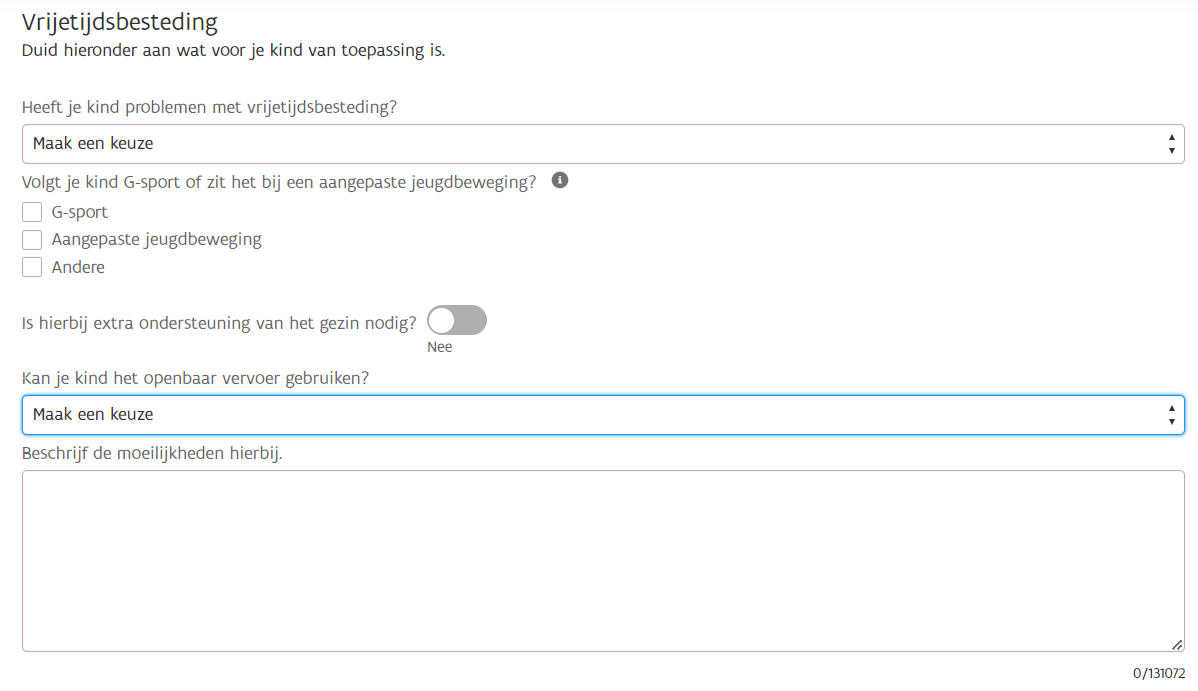 Vrijetijdsbesteding
Duid hieronder aan wat voor je kind van toepassing is.
Heeft je kind problemen met vrijetijdsbesteding?
Maak een keuze
Volgt je kind G-sport of zit het bij een aangepaste jeugdbeweging?
G-sport
Aangepaste jeugdbeweging
Andere
Is hierbij extra ondersteuning van het gezin nodig?
Nee
Kan je kind het openbaar vervoer gebruiken?
Maak een keuze
Beschrijf de moeilijkheden hierbij.
0/131072